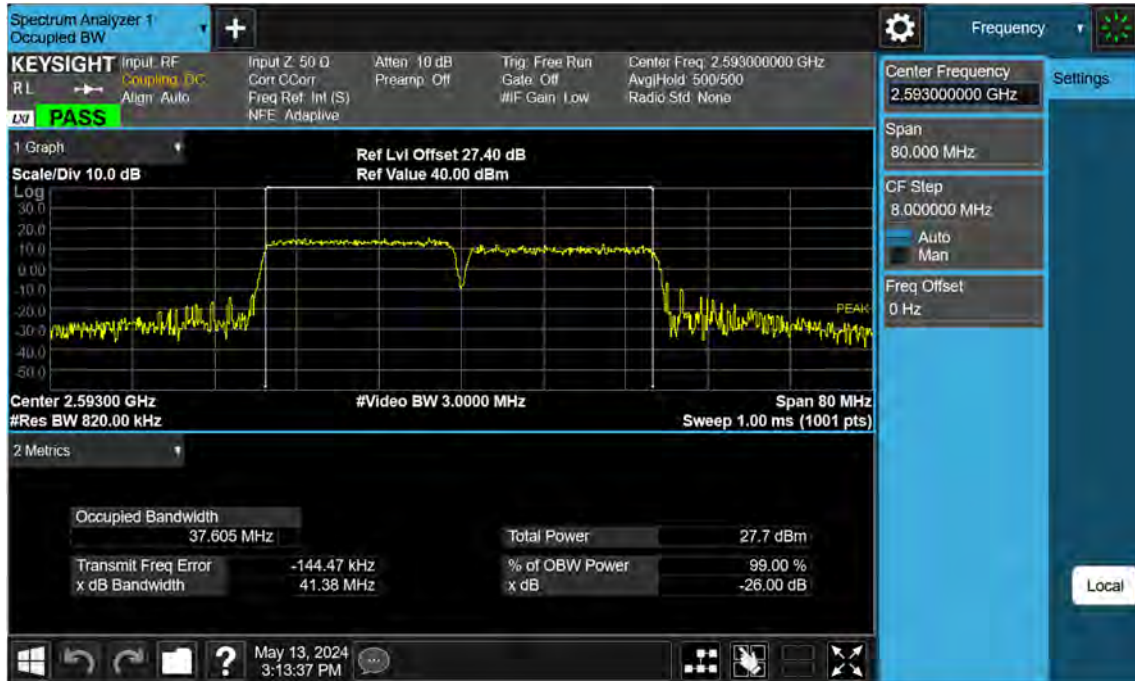 Spectrum Analyzer 1
Occupied BW
+
Frequency
KEYSIGHT Input: RF
R L
Coupling: DC
Align: Auto
LXI PASS
Input Z: 50 Ω
Corr CCorr
Freq Ref: Int (S)
NFE: Adaptive
Atten: 10 dB
Preamp: Off
Trig: Free Run
Gate: Off
#IF Gain: Low
Center Freq: 2.593000000 GHz
Avg|Hold: 500/500
Radio Std: None
Center Frequency
2.593000000 GHz
Settings
Span
80.000 MHz
CF Step
8.000000 MHz
Auto
Man
Freq Offset
0 Hz
Local
1 Graph
Scale/Div 10.0 dB
Ref Lvl Offset 27.40 dB
Ref Value 40.00 dBm
Log
30.0
20.0
10.0
0.00
-10.0
-20.0
-30.0
-40.0
-50.0
PEAK
Center 2.59300 GHz
#Video BW 3.0000 MHz
Span 80 MHz
#Res BW 820.00 kHz
Sweep 1.00 ms (1001 pts)
2 Metrics
Occupied Bandwidth
37.605 MHz
Total Power 27.7 dBm
Transmit Freq Error -144.47 kHz
% of OBW Power 99.00 %
x dB Bandwidth 41.38 MHz
x dB -26.00 dB
?
May 13, 2024
3:13:37 PM